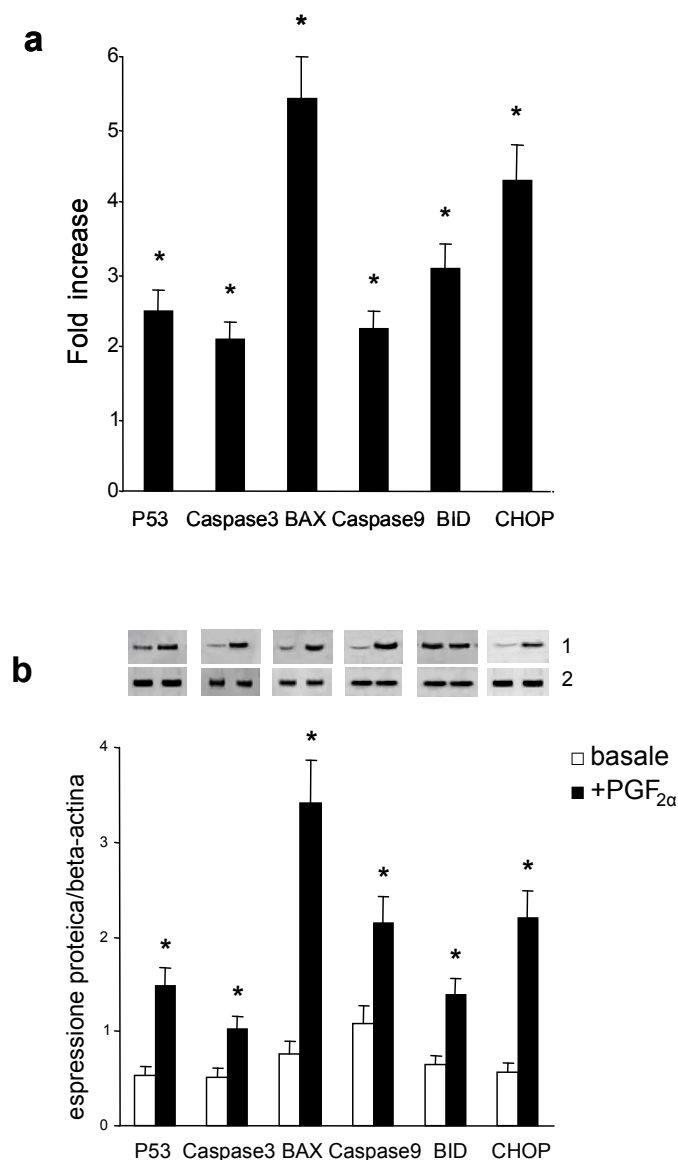 a
*
6
5
4
3
2
1
0
Fold increase
* * * * *
P53 Caspase3 BAX Caspase9 BID CHOP
b
1
2
4
3
2
1
0
espressione proteica/beta-actina
* * * * * *
basale
+PGF2α
P53 Caspase3 BAX Caspase9 BID CHOP